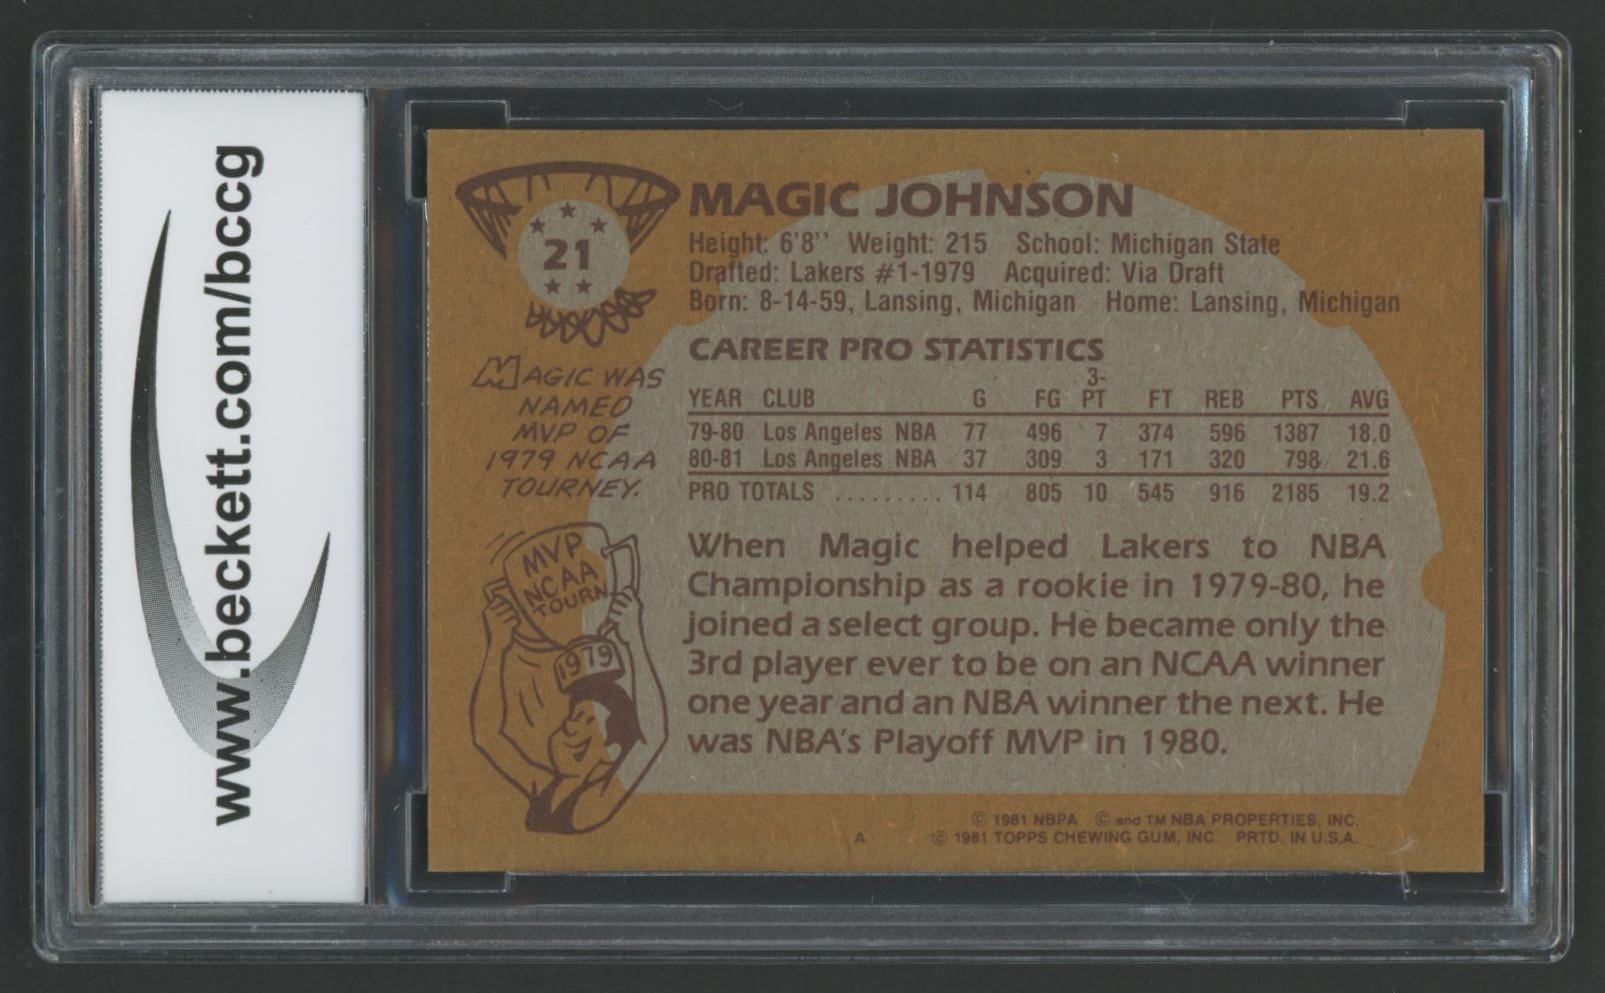 www.beckett.com/bccg
21
MAGIC JOHNSON
Height: 6'8'' Weight: 215 School: Michigan State
Drafted: Lakers #1-1979 Acquired: Via Draft
Born: 8-14-59, Lansing, Michigan Home: Lansing, Michigan
CAREER PRO STATISTICS
YEAR CLUB G FG 3-PT FT REB PTS AVG
79-80 Los Angeles NBA 77 496 7 374 596 1387 18.0
80-81 Los Angeles NBA 37 309 3 171 320 798 21.6
PRO TOTALS ......... 114 805 10 545 916 2185 19.2
MAGIC WAS
NAMED
MVP OF
1979 NCAA
TOURNEY.
MVP
NCAA
TOURN.
1979
When Magic helped Lakers to NBA
Championship as a rookie in 1979-80, he
joined a select group. He became only the
3rd player ever to be on an NCAA winner
one year and an NBA winner the next. He
was NBA's Playoff MVP in 1980.
© 1981 NBPA © and TM NBA PROPERTIES, INC.
A © 1981 TOPPS CHEWING GUM, INC. PRTD. IN U.S.A.